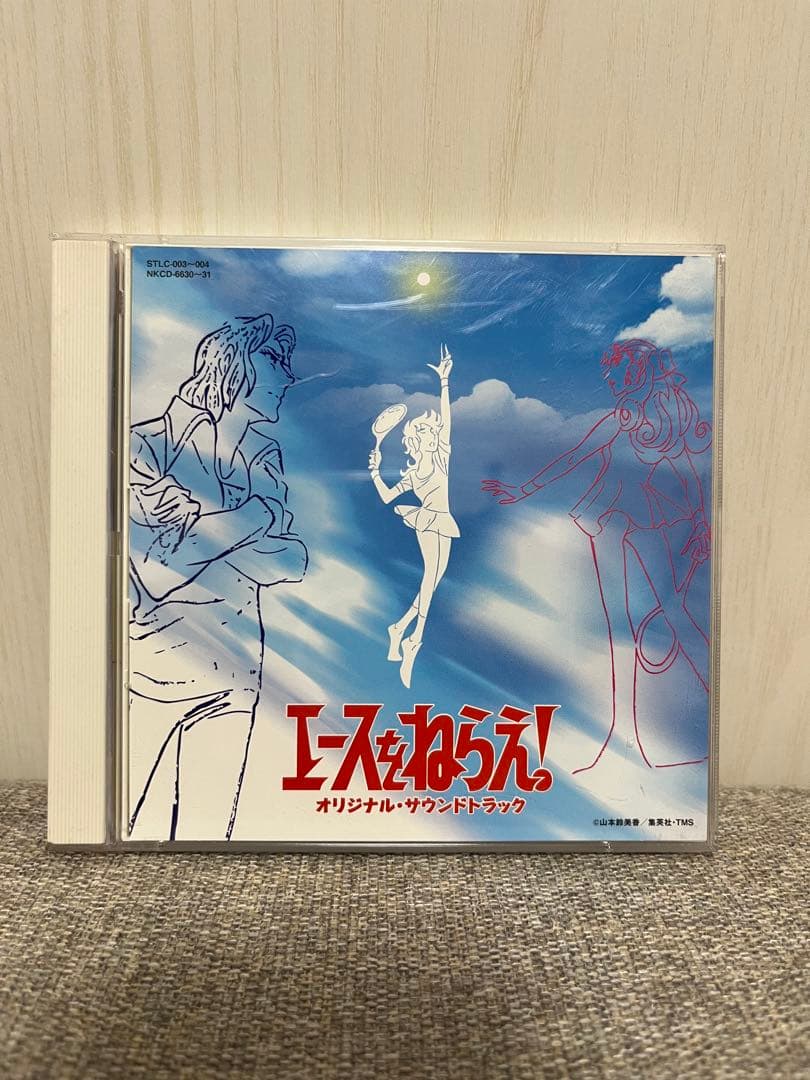 STLC-003〜004
NKCD-6630〜31
エースをねらえ!
オリジナル・サウンドトラック
©山本鈴美香／集英社・TMS